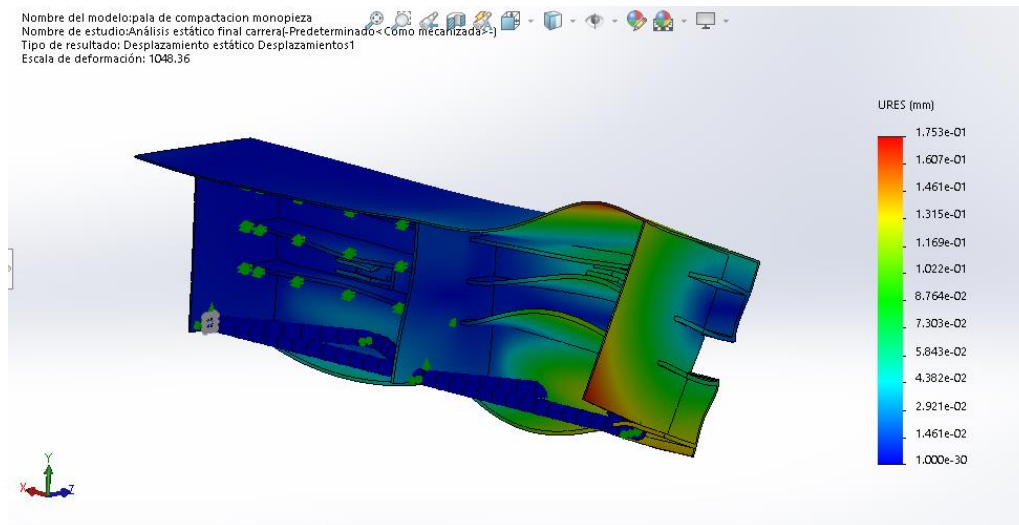 Nombre del modelo:pala de compactacion monopieza
Nombre de estudio:Análisis estático final carrera(-Predeterminado<Como mecanizada>-)
Tipo de resultado: Desplazamiento estático Desplazamientos1
Escala de deformación: 1048.36
URES (mm)
1.753e-01
1.607e-01
1.461e-01
1.315e-01
1.169e-01
1.022e-01
8.764e-02
7.303e-02
5.843e-02
4.382e-02
2.921e-02
1.461e-02
1.000e-30
Y
X
Z